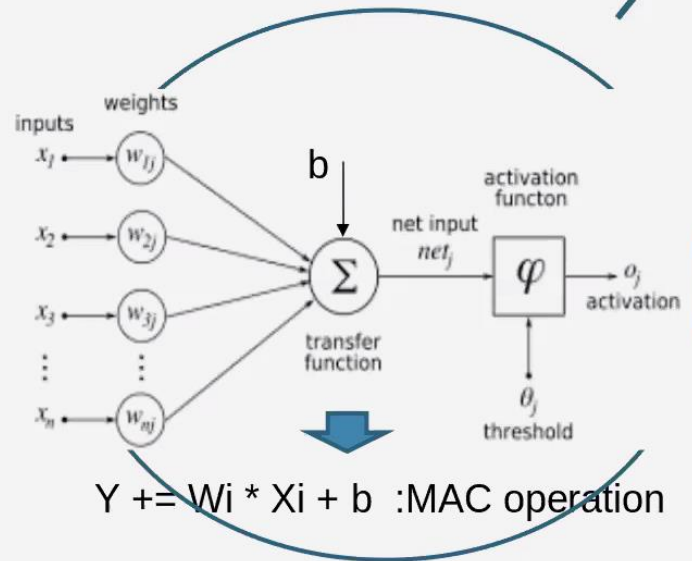 weights
inputs
x1
w1j
x2
w2j
x3
w3j
⋮
⋮
xn
wnj
b
Σ
transfer
function
net input
netj
activation
functon
φ
oj
activation
θj
threshold
Y += Wi * Xi + b :MAC operation